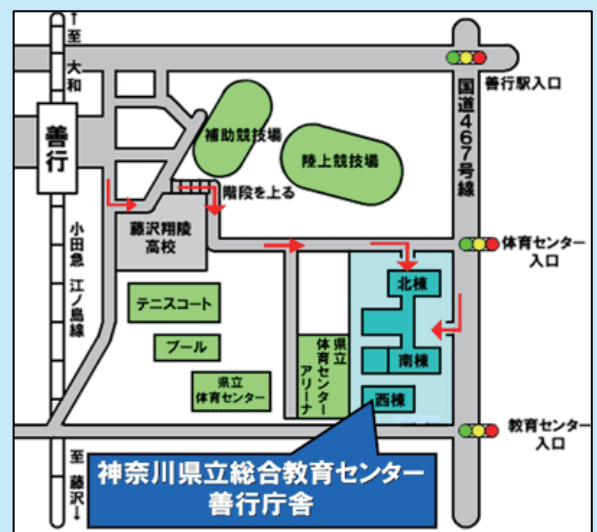 ↑至 大和
善行
小田急 江ノ島線
至 藤沢↓
補助競技場
陸上競技場
階段を上る
藤沢翔陵
高校
テニスコート
プール
県立
体育センター
県立
体育センター
アリーナ
北棟
南棟
西棟
国道467号線
善行駅入口
体育センター
入口
教育センター
入口
神奈川県立総合教育センター
善行庁舎